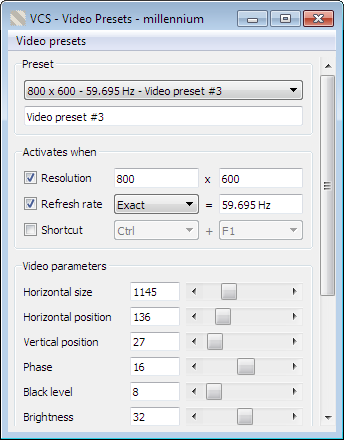 VCS - Video Presets - millennium
Video presets
Preset
800 x 600 - 59.695 Hz - Video preset #3
Video preset #3
Activates when
Resolution 800 x 600
Refresh rate Exact = 59.695 Hz
Shortcut Ctrl + F1
Video parameters
Horizontal size 1145
Horizontal position 136
Vertical position 27
Phase 16
Black level 8
Brightness 32